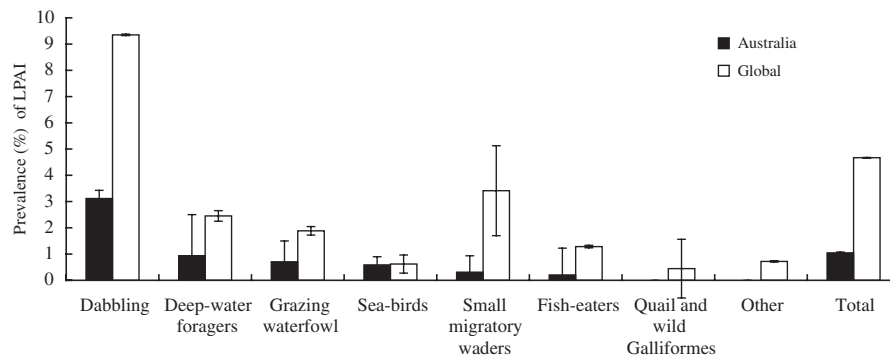 10
9
8
7
6
5
4
3
2
1
0
Prevalence (%) of LPAI
Australia
Global
Dabbling
Deep-water
foragers
Grazing
waterfowl
Sea-birds
Small
migratory
waders
Fish-eaters
Quail and
wild
Galliformes
Other
Total